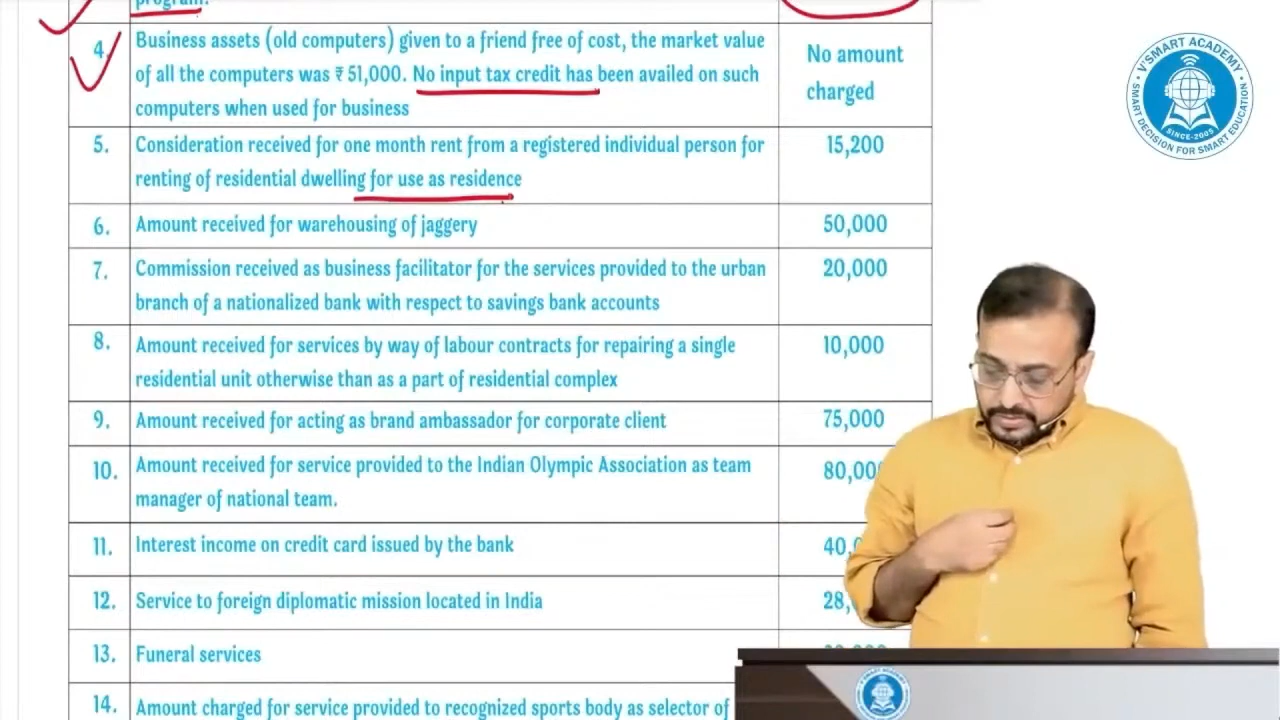 program.
4. Business assets (old computers) given to a friend free of cost, the market value
of all the computers was ₹ 51,000. No input tax credit has been availed on such
computers when used for business
No amount
charged
5. Consideration received for one month rent from a registered individual person for 15,200
renting of residential dwelling for use as residence
6. Amount received for warehousing of jaggery 50,000
7. Commission received as business facilitator for the services provided to the urban 20,000
branch of a nationalized bank with respect to savings bank accounts
8. Amount received for services by way of labour contracts for repairing a single 10,000
residential unit otherwise than as a part of residential complex
9. Amount received for acting as brand ambassador for corporate client 75,000
10. Amount received for service provided to the Indian Olympic Association as team 80,000
manager of national team.
11. Interest income on credit card issued by the bank 40,
12. Service to foreign diplomatic mission located in India 28,
13. Funeral services
14. Amount charged for service provided to recognized sports body as selector of
V'SMART ACADEMY
SINCE-2005
SMART DECISION FOR SMART EDUCATION